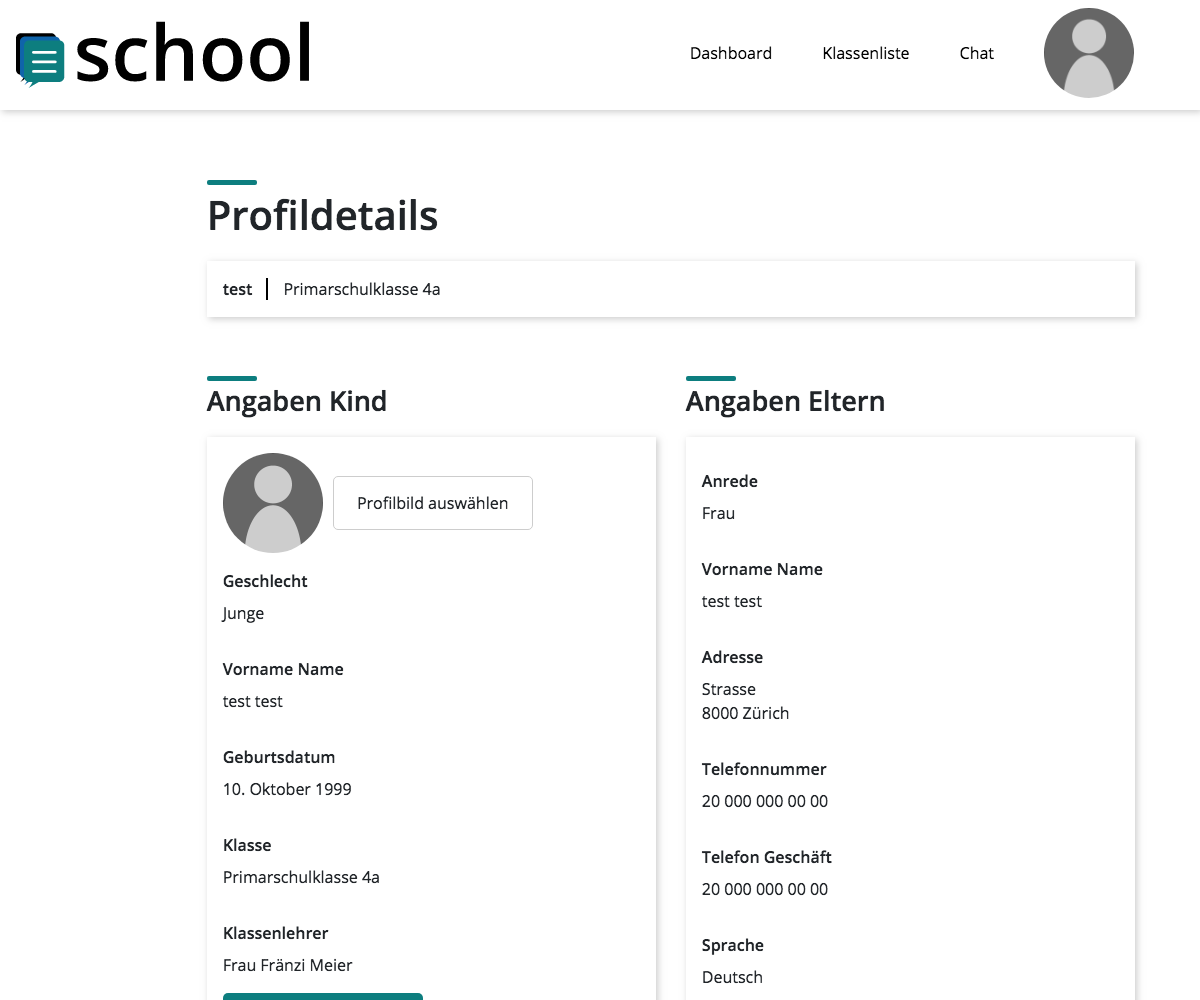 school
Dashboard
Klassenliste
Chat
Profildetails
test
Primarschulklasse 4a
Angaben Kind
Profilbild auswählen
Geschlecht
Junge
Vorname Name
test test
Geburtsdatum
10. Oktober 1999
Klasse
Primarschulklasse 4a
Klassenlehrer
Frau Fränzi Meier
Angaben Eltern
Anrede
Frau
Vorname Name
test test
Adresse
Strasse
8000 Zürich
Telefonnummer
20 000 000 00 00
Telefon Geschäft
20 000 000 00 00
Sprache
Deutsch